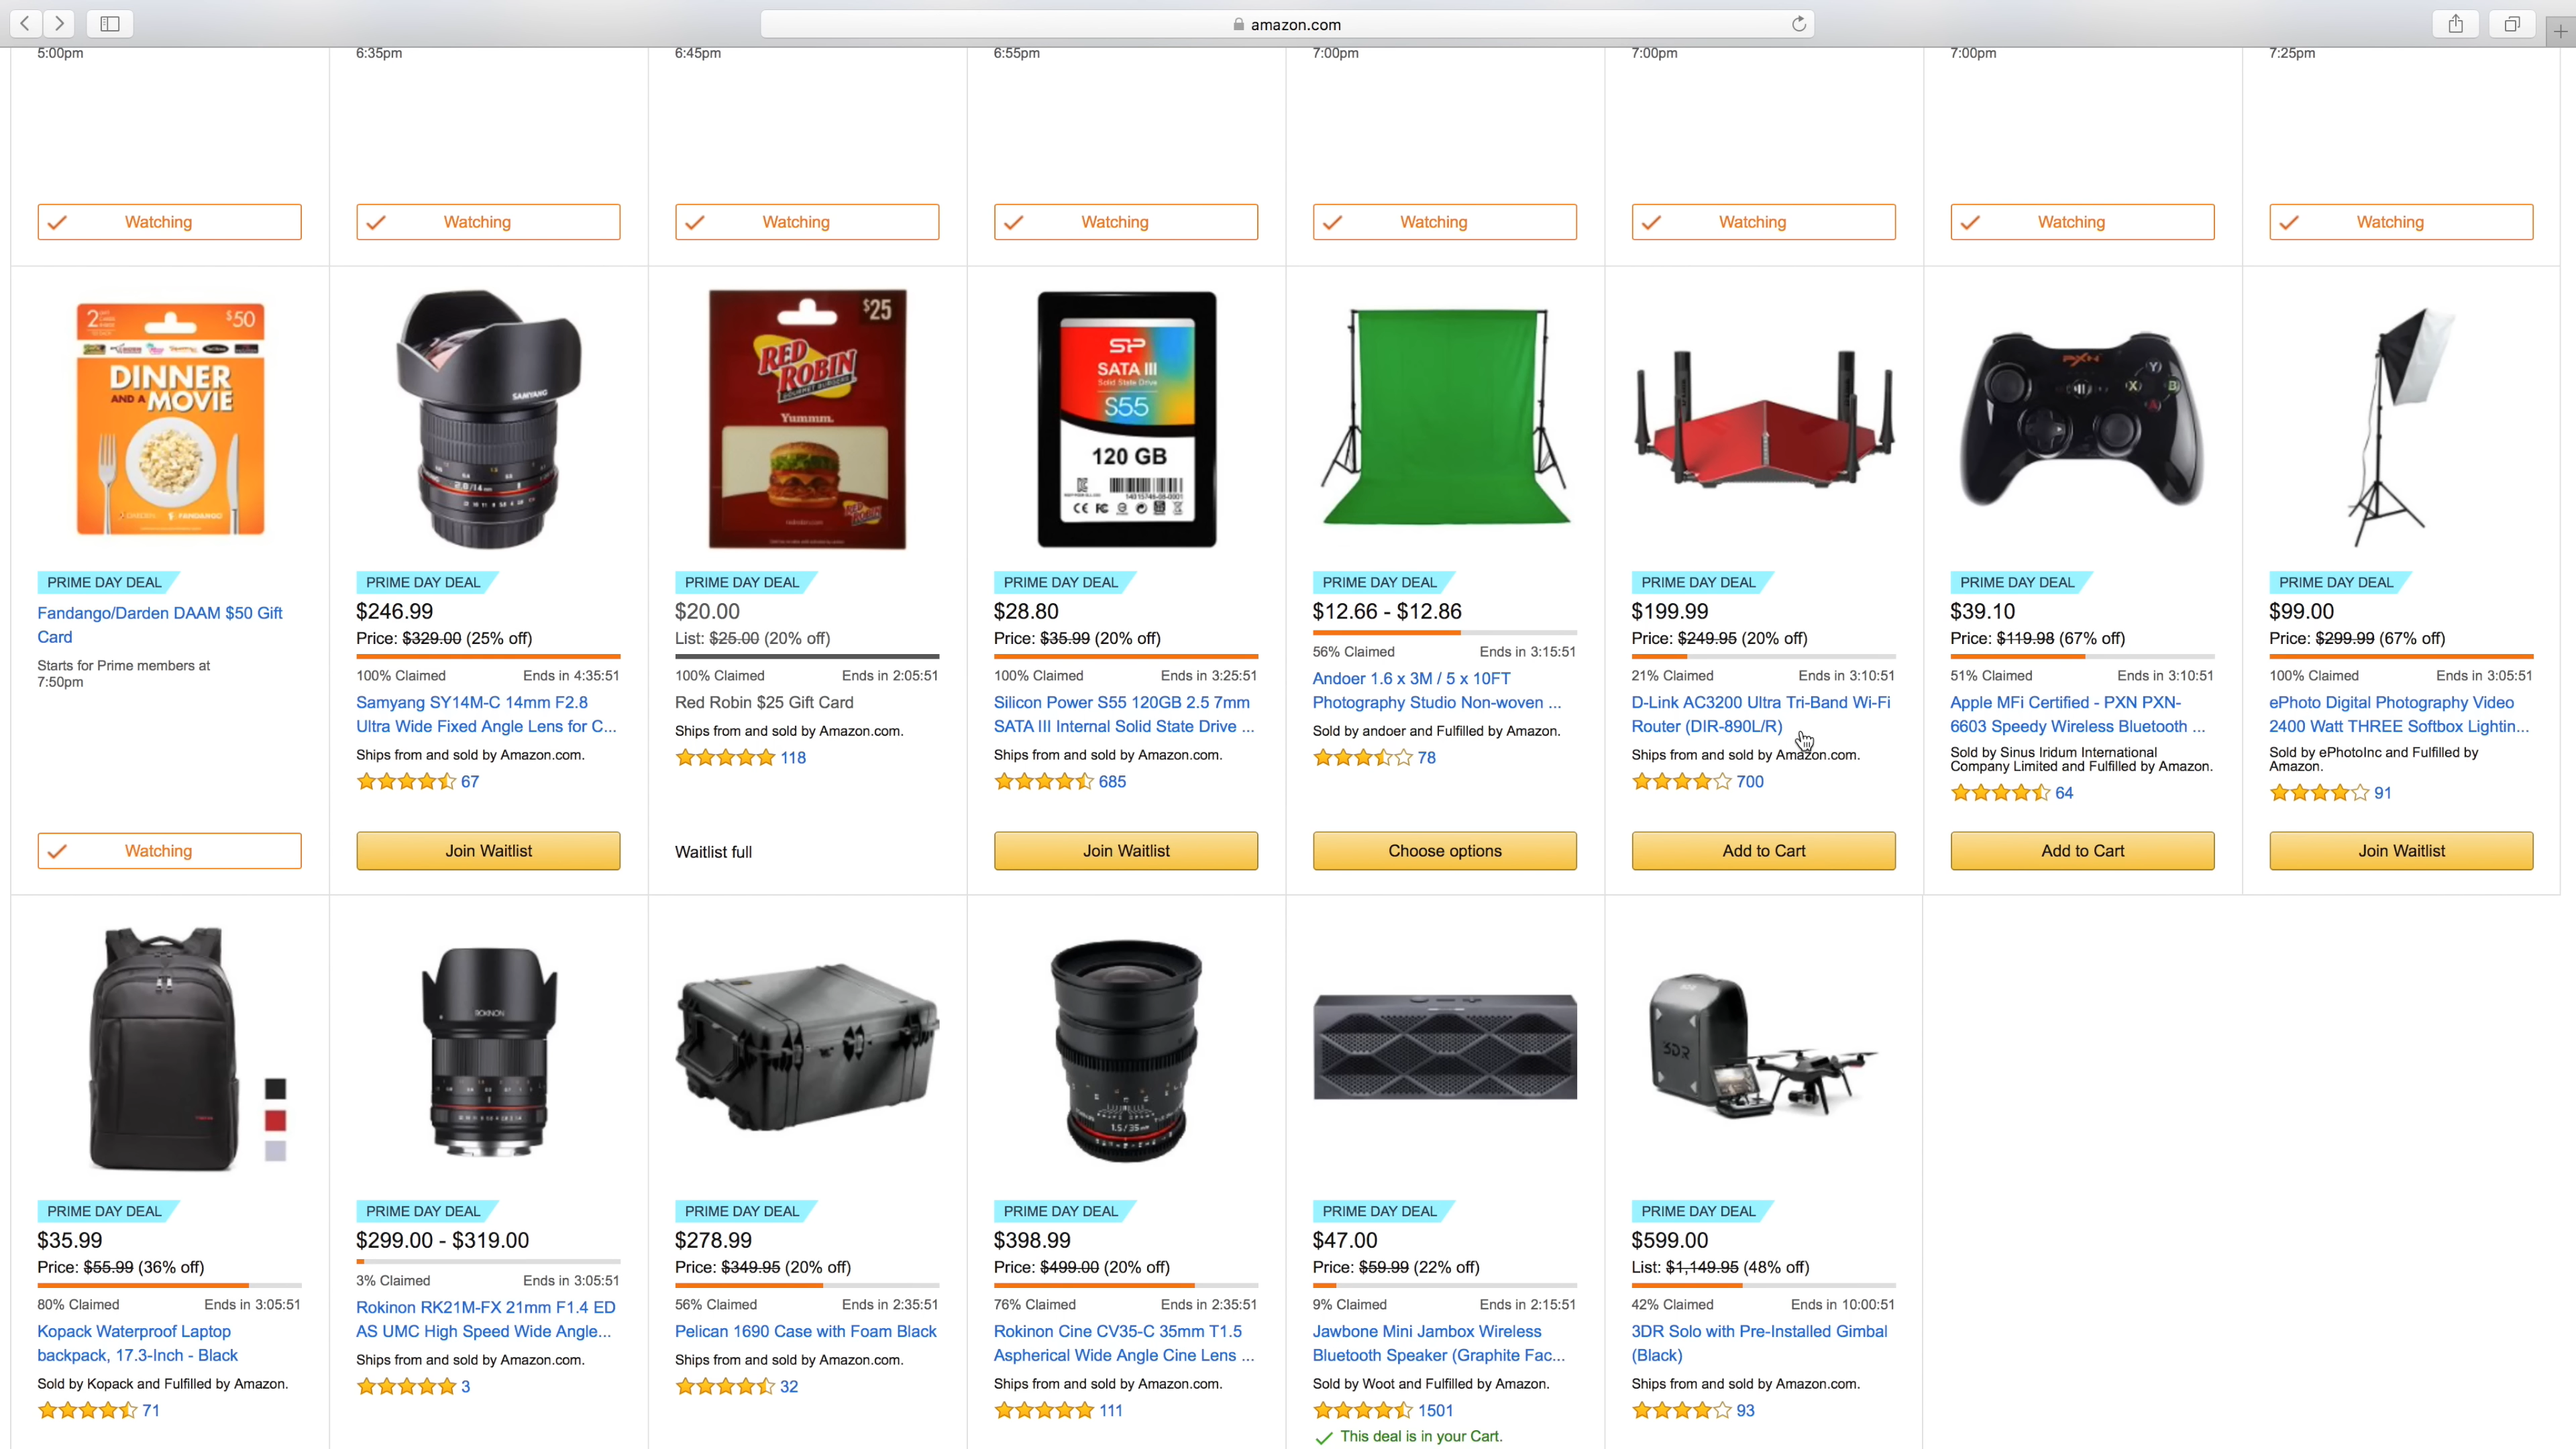 amazon.com
5:00pm
6:35pm
6:45pm
6:55pm
7:00pm
7:00pm
7:00pm
7:25pm
Watching
Watching
Watching
Watching
Watching
Watching
Watching
Watching
2
$50
DINNER
AND A MOVIE
FANDANGO
PRIME DAY DEAL
Fandango/Darden DAAM $50 Gift
Card
Starts for Prime members at
7:50pm
Watching
SAMYANG
2.8/14
PRIME DAY DEAL
$246.99
Price: $329.00 (25% off)
100% Claimed
Ends in 4:35:51
Samyang SY14M-C 14mm F2.8
Ultra Wide Fixed Angle Lens for C...
Ships from and sold by Amazon.com.
67
Join Waitlist
$25
RED
ROBIN
GOURMET BURGERS
Yummm.
PRIME DAY DEAL
$20.00
List: $25.00 (20% off)
100% Claimed
Ends in 2:05:51
Red Robin $25 Gift Card
Ships from and sold by Amazon.com.
118
Waitlist full
SP
SATA III
Solid State Drive
S55
120 GB
PRIME DAY DEAL
$28.80
Price: $35.99 (20% off)
100% Claimed
Ends in 3:25:51
Silicon Power S55 120GB 2.5 7mm
SATA III Internal Solid State Drive ...
Ships from and sold by Amazon.com.
685
Join Waitlist
PRIME DAY DEAL
$12.66 - $12.86
56% Claimed
Ends in 3:15:51
Andoer 1.6 x 3M / 5 x 10FT
Photography Studio Non-woven ...
Sold by andoer and Fulfilled by Amazon.
78
Choose options
PRIME DAY DEAL
$199.99
Price: $249.95 (20% off)
21% Claimed
Ends in 3:10:51
D-Link AC3200 Ultra Tri-Band Wi-Fi
Router (DIR-890L/R)
Ships from and sold by Amazon.com.
700
Add to Cart
PXN
Y
X
B
A
PRIME DAY DEAL
$39.10
Price: $119.98 (67% off)
51% Claimed
Ends in 3:10:51
Apple MFi Certified - PXN PXN-
6603 Speedy Wireless Bluetooth ...
Sold by Sinus Iridum International
Company Limited and Fulfilled by Amazon.
64
Add to Cart
PRIME DAY DEAL
$99.00
Price: $299.99 (67% off)
100% Claimed
Ends in 3:05:51
ePhoto Digital Photography Video
2400 Watt THREE Softbox Lightin...
Sold by ePhotoInc and Fulfilled by
Amazon.
91
Join Waitlist
PRIME DAY DEAL
$35.99
Price: $55.99 (36% off)
80% Claimed
Ends in 3:05:51
Kopack Waterproof Laptop
backpack, 17.3-Inch - Black
Sold by Kopack and Fulfilled by Amazon.
71
ROKINON
PRIME DAY DEAL
$299.00 - $319.00
3% Claimed
Ends in 3:05:51
Rokinon RK21M-FX 21mm F1.4 ED
AS UMC High Speed Wide Angle...
Ships from and sold by Amazon.com.
3
PRIME DAY DEAL
$278.99
Price: $349.95 (20% off)
56% Claimed
Ends in 2:35:51
Pelican 1690 Case with Foam Black
Ships from and sold by Amazon.com.
32
1.5/35
PRIME DAY DEAL
$398.99
Price: $499.00 (20% off)
76% Claimed
Ends in 2:35:51
Rokinon Cine CV35-C 35mm T1.5
Aspherical Wide Angle Cine Lens ...
Ships from and sold by Amazon.com.
111
PRIME DAY DEAL
$47.00
Price: $59.99 (22% off)
9% Claimed
Ends in 2:15:51
Jawbone Mini Jambox Wireless
Bluetooth Speaker (Graphite Fac...
Sold by Woot and Fulfilled by Amazon.
1501
This deal is in your Cart.
3DR
PRIME DAY DEAL
$599.00
List: $1,149.95 (48% off)
42% Claimed
Ends in 10:00:51
3DR Solo with Pre-Installed Gimbal
(Black)
Ships from and sold by Amazon.com.
93